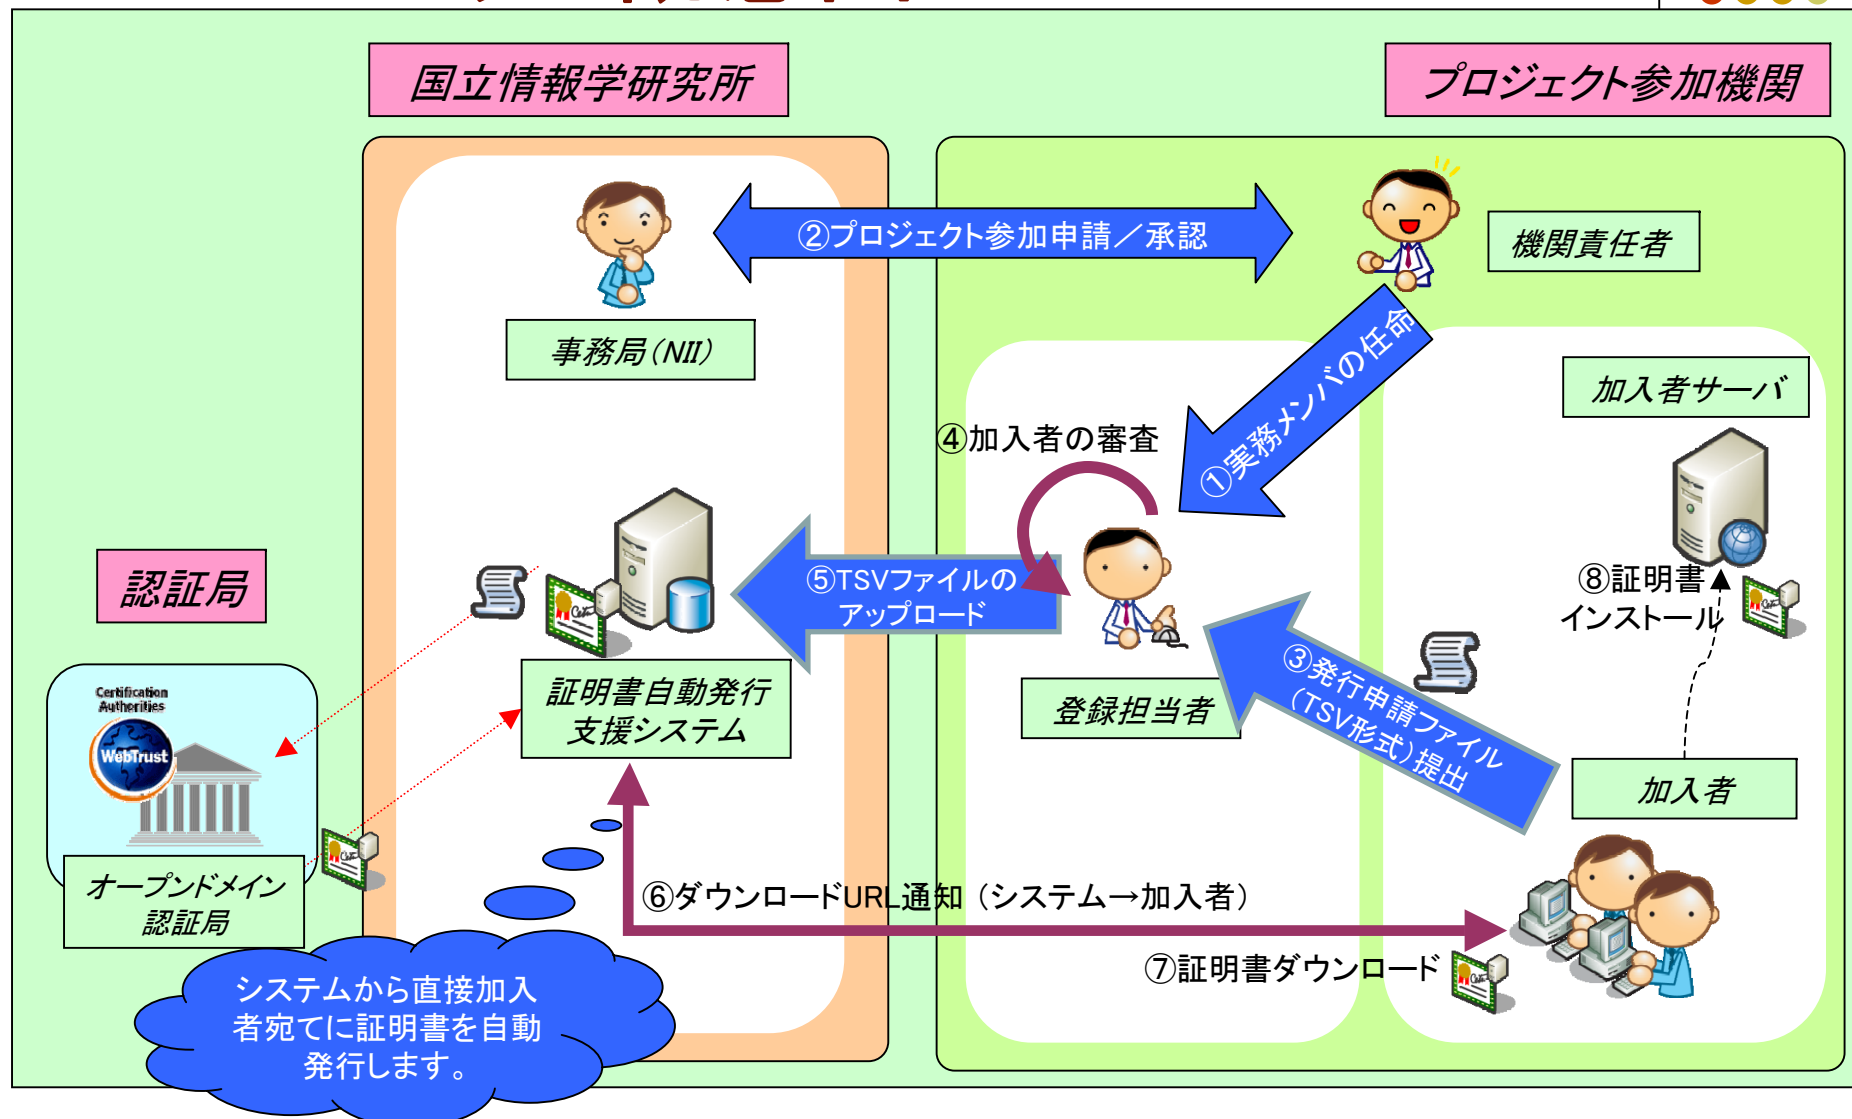 国立情報学研究所
プロジェクト参加機関
②プロジェクト参加申請／承認
機関責任者
事務局（NII）
①実務メンバの任命
加入者サーバ
④加入者の審査
認証局
⑤TSVファイルの
アップロード
⑧証明書
インストール
Certification
Authorities
WebTrust
証明書自動発行
支援システム
登録担当者
③発行申請ファイル
（TSV形式）提出
加入者
オープンドメイン
認証局
⑥ダウンロードURL通知（システム→加入者）
⑦証明書ダウンロード
システムから直接加入
者宛てに証明書を自動
発行します。